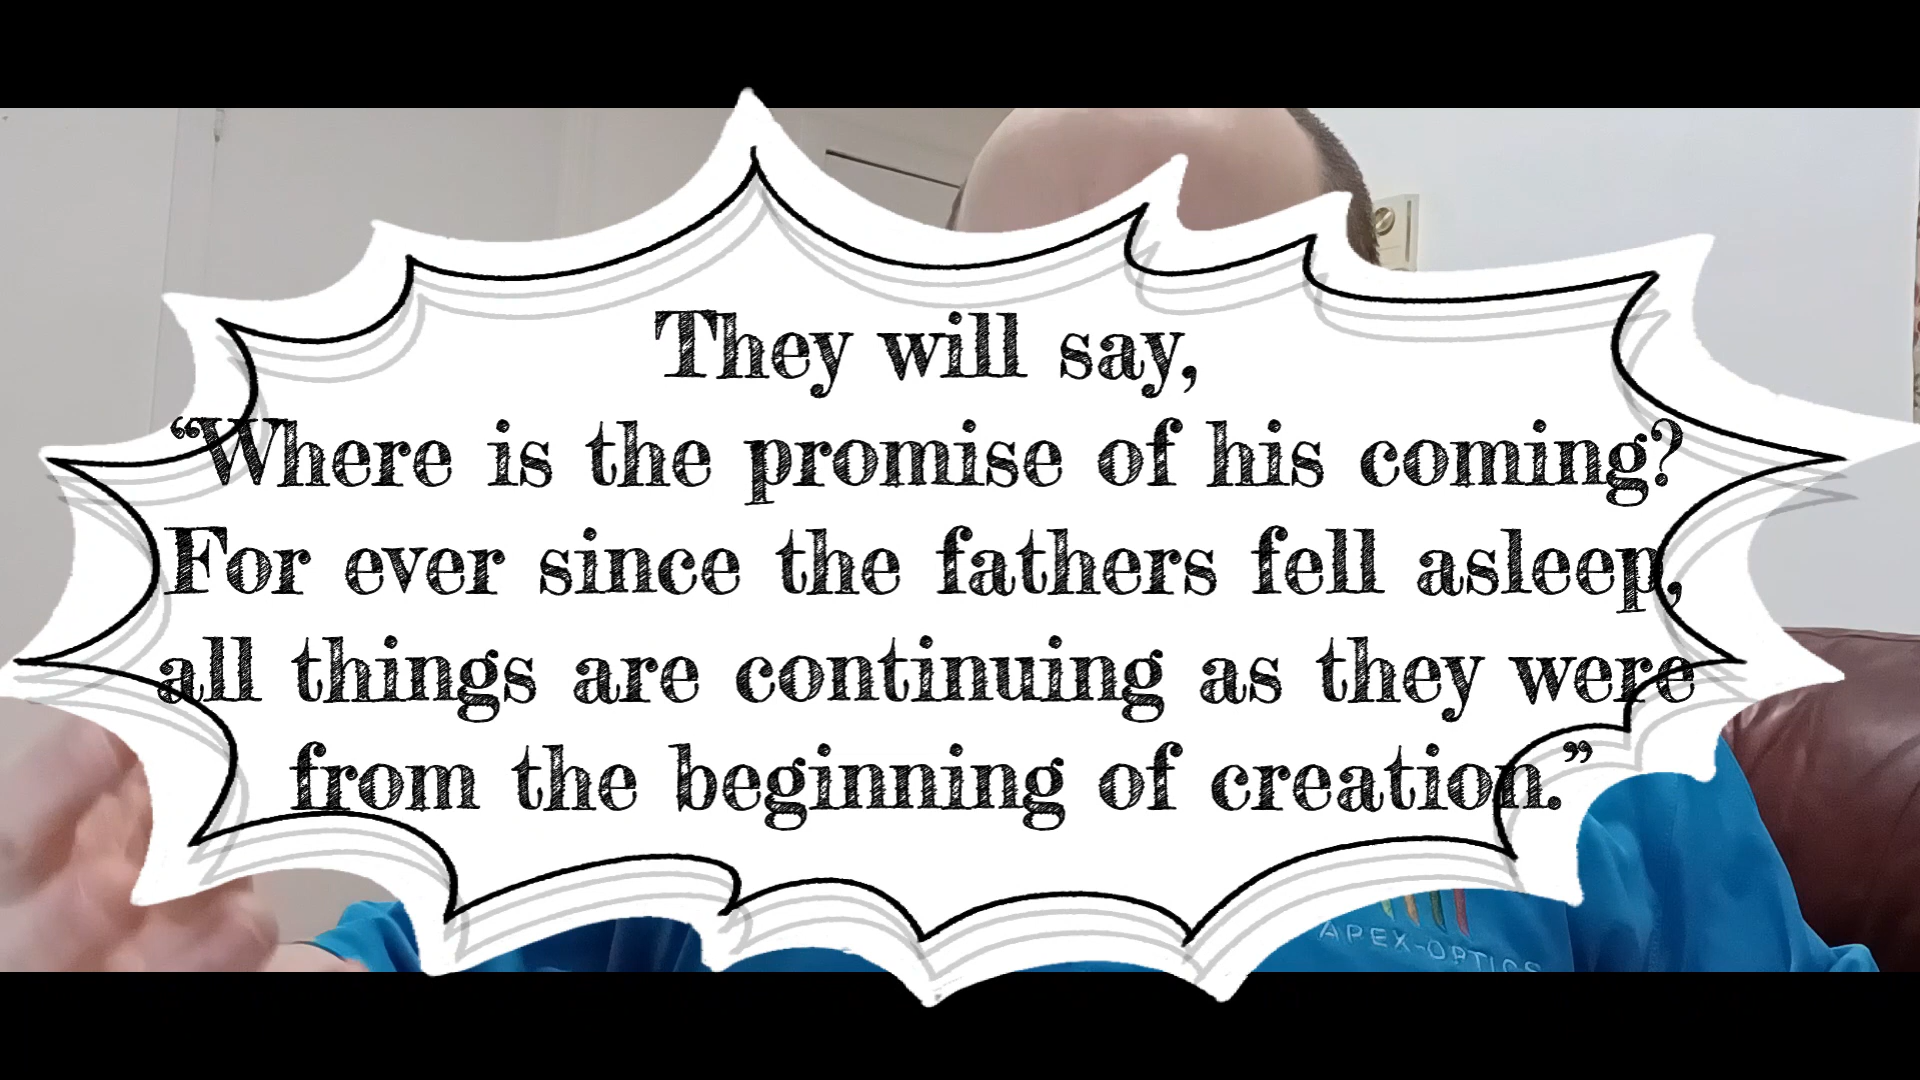 They will say,
“Where is the promise of his coming?
For ever since the fathers fell asleep,
all things are continuing as they were
from the beginning of creation.”
APEX-OPTICS